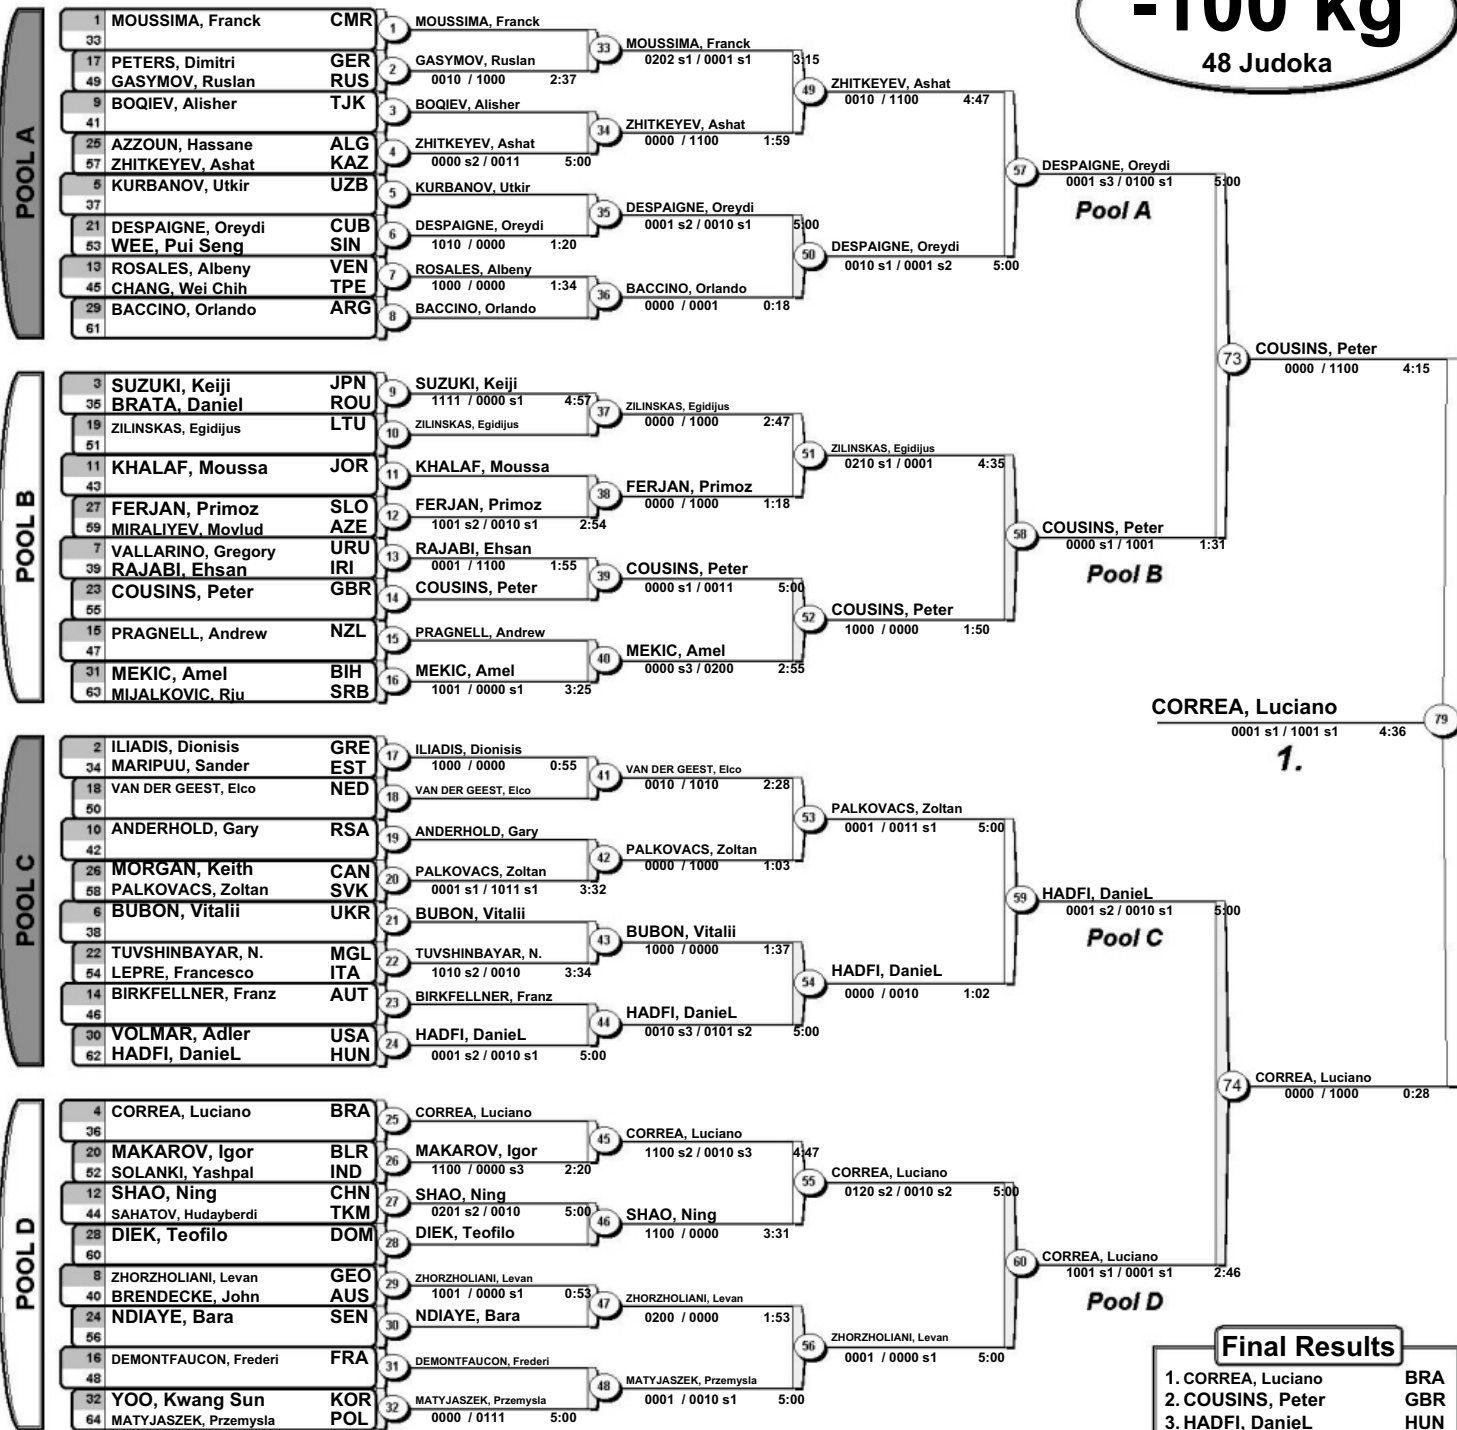 -100 kg
48 Judoka
POOL A
1 MOUSSIMA, Franck CMR
33
17 PETERS, Dimitri GER
49 GASYMOV, Ruslan RUS
9 BOQIEV, Alisher TJK
41
25 AZZOUN, Hassane ALG
57 ZHITKEYEV, Ashat KAZ
5 KURBANOV, Utkir UZB
37
21 DESPAIGNE, Oreydi CUB
53 WEE, Pui Seng SIN
13 ROSALES, Albeny VEN
45 CHANG, Wei Chih TPE
29 BACCINO, Orlando ARG
61
1 MOUSSIMA, Franck
2 GASYMOV, Ruslan
0010 / 1000 2:37
3 BOQIEV, Alisher
4 ZHITKEYEV, Ashat
0000 s2 / 0011 5:00
5 KURBANOV, Utkir
6 DESPAIGNE, Oreydi
1010 / 0000 1:20
7 ROSALES, Albeny
1000 / 0000 1:34
8 BACCINO, Orlando
33 MOUSSIMA, Franck
0202 s1 / 0001 s1 3:15
34 ZHITKEYEV, Ashat
0000 / 1100 1:59
35 DESPAIGNE, Oreydi
0001 s2 / 0010 s1 5:00
36 BACCINO, Orlando
0000 / 0001 0:18
49 ZHITKEYEV, Ashat
0010 / 1100 4:47
50 DESPAIGNE, Oreydi
0010 s1 / 0001 s2 5:00
57 DESPAIGNE, Oreydi
0001 s3 / 0100 s1 5:00
Pool A
POOL B
3 SUZUKI, Keiji JPN
35 BRATA, Daniel ROU
19 ZILINSKAS, Egidijus LTU
51
11 KHALAF, Moussa JOR
43
27 FERJAN, Primoz SLO
59 MIRALIYEV, Movlud AZE
7 VALLARINO, Gregory URU
39 RAJABI, Ehsan IRI
23 COUSINS, Peter GBR
55
15 PRAGNELL, Andrew NZL
47
31 MEKIC, Amel BIH
63 MIJALKOVIC, Rju SRB
9 SUZUKI, Keiji
1111 / 0000 s1 4:57
10 ZILINSKAS, Egidijus
11 KHALAF, Moussa
12 FERJAN, Primoz
1001 s2 / 0010 s1 2:54
13 RAJABI, Ehsan
0001 / 1100 1:55
14 COUSINS, Peter
15 PRAGNELL, Andrew
16 MEKIC, Amel
1001 / 0000 s1 3:25
37 ZILINSKAS, Egidijus
0000 / 1000 2:47
38 FERJAN, Primoz
0000 / 1000 1:18
39 COUSINS, Peter
0000 s1 / 0011 5:00
40 MEKIC, Amel
0000 s3 / 0200 2:55
51 ZILINSKAS, Egidijus
0210 s1 / 0001 4:35
52 COUSINS, Peter
1000 / 0000 1:50
58 COUSINS, Peter
0000 s1 / 1001 1:31
Pool B
73 COUSINS, Peter
0000 / 1100 4:15
CORREA, Luciano 79
0001 s1 / 1001 s1 4:36
1.
POOL C
2 ILIADIS, Dionisis GRE
34 MARIPUU, Sander EST
18 VAN DER GEEST, Elco NED
50
10 ANDERHOLD, Gary RSA
42
26 MORGAN, Keith CAN
58 PALKOVACS, Zoltan SVK
6 BUBON, Vitalii UKR
38
22 TUVSHINBAYAR, N. MGL
54 LEPRE, Francesco ITA
14 BIRKFELLNER, Franz AUT
46
30 VOLMAR, Adler USA
62 HADFI, DanieL HUN
17 ILIADIS, Dionisis
1000 / 0000 0:55
18 VAN DER GEEST, Elco
19 ANDERHOLD, Gary
20 PALKOVACS, Zoltan
0001 s1 / 1011 s1 3:32
21 BUBON, Vitalii
22 TUVSHINBAYAR, N.
1010 s2 / 0010 3:34
23 BIRKFELLNER, Franz
24 HADFI, DanieL
0001 s2 / 0010 s1 5:00
41 VAN DER GEEST, Elco
0010 / 1010 2:28
42 PALKOVACS, Zoltan
0000 / 1000 1:03
43 BUBON, Vitalii
1000 / 0000 1:37
44 HADFI, DanieL
0010 s3 / 0101 s2 5:00
53 PALKOVACS, Zoltan
0001 / 0011 s1 5:00
54 HADFI, DanieL
0000 / 0010 1:02
59 HADFI, DanieL
0001 s2 / 0010 s1 5:00
Pool C
POOL D
4 CORREA, Luciano BRA
36
20 MAKAROV, Igor BLR
52 SOLANKI, Yashpal IND
12 SHAO, Ning CHN
44 SAHATOV, Hudayberdi TKM
28 DIEK, Teofilo DOM
60
8 ZHORZHOLIANI, Levan GEO
40 BRENDECKE, John AUS
24 NDIAYE, Bara SEN
56
16 DEMONTFAUCON, Frederi FRA
48
32 YOO, Kwang Sun KOR
64 MATYJASZEK, Przemysla POL
25 CORREA, Luciano
26 MAKAROV, Igor
1100 / 0000 s3 2:20
27 SHAO, Ning
0201 s2 / 0010 5:00
28 DIEK, Teofilo
29 ZHORZHOLIANI, Levan
1001 / 0000 s1 0:53
30 NDIAYE, Bara
31 DEMONTFAUCON, Frederi
32 MATYJASZEK, Przemysla
0000 / 0111 5:00
45 CORREA, Luciano
1100 s2 / 0010 s3 4:47
46 SHAO, Ning
1100 / 0000 3:31
47 ZHORZHOLIANI, Levan
0200 / 0000 1:53
48 MATYJASZEK, Przemysla
0001 / 0010 s1 5:00
55 CORREA, Luciano
0120 s2 / 0010 s2 5:00
56 ZHORZHOLIANI, Levan
0001 / 0000 s1 5:00
60 CORREA, Luciano
1001 s1 / 0001 s1 2:46
Pool D
74 CORREA, Luciano
0000 / 1000 0:28
Final Results
1. CORREA, Luciano BRA
2. COUSINS, Peter GBR
3. HADFI, DanieL HUN